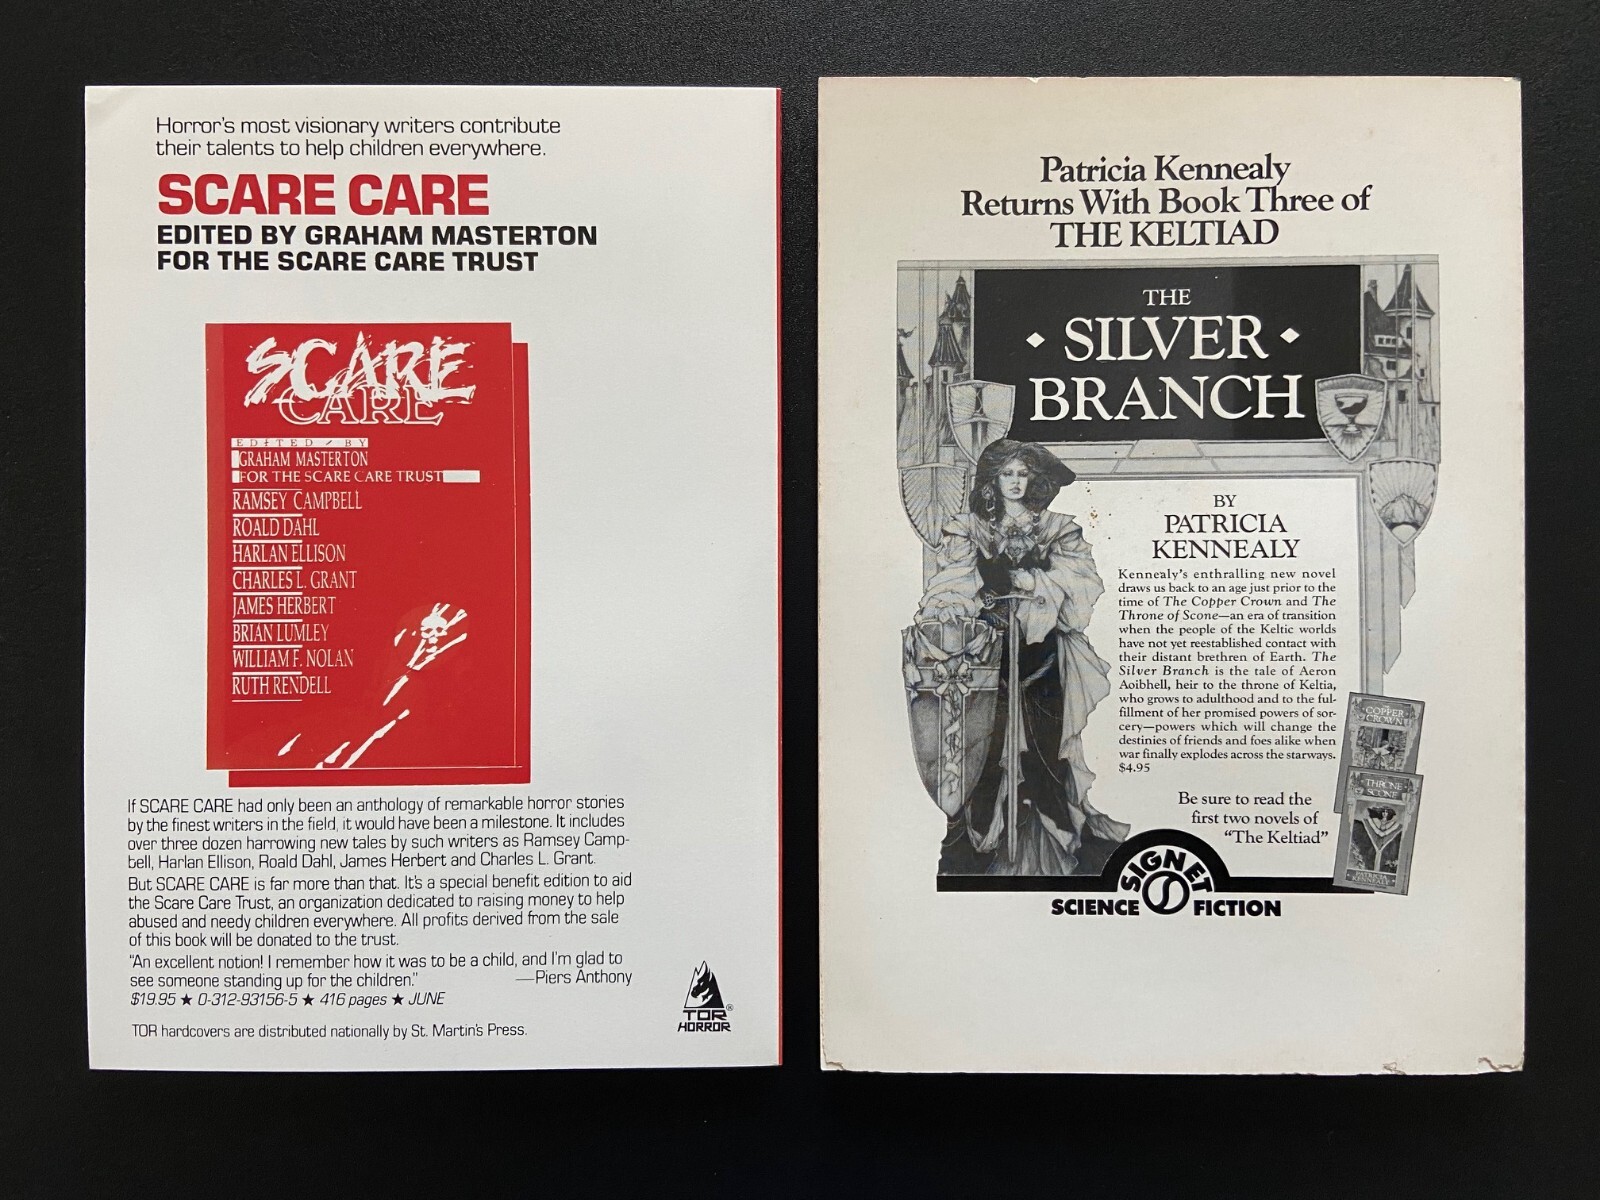 Horror's most visionary writers contribute
their talents to help children everywhere.
SCARE CARE
EDITED BY GRAHAM MASTERTON
FOR THE SCARE CARE TRUST
SCARE
CARE
EDITED BY
GRAHAM MASTERTON
FOR THE SCARE CARE TRUST
RAMSEY CAMPBELL
ROALD DAHL
HARLAN ELLISON
CHARLES L. GRANT
JAMES HERBERT
BRIAN LUMLEY
WILLIAM F. NOLAN
RUTH RENDELL
If SCARE CARE had only been an anthology of remarkable horror stories
by the finest writers in the field, it would have been a milestone. It includes
over three dozen harrowing new tales by such writers as Ramsey Camp-
bell, Harlan Ellison, Roald Dahl, James Herbert and Charles L. Grant.
But SCARE CARE is far more than that. It's a special benefit edition to aid
the Scare Care Trust, an organization dedicated to raising money to help
abused and needy children everywhere. All profits derived from the sale
of this book will be donated to the trust.
"An excellent notion! I remember how it was to be a child, and I'm glad to
see someone standing up for the children." —Piers Anthony
$19.95 ★ 0-312-93156-5 ★ 416 pages ★ JUNE
TOR hardcovers are distributed nationally by St. Martin's Press.
TOR®
HORROR
Patricia Kennealy
Returns With Book Three of
THE KELTIAD
THE
SILVER
BRANCH
BY
PATRICIA
KENNEALY
Kennealy's enthralling new novel
draws us back to an age just prior to the
time of The Copper Crown and The
Throne of Scone—an era of transition
when the people of the Keltic worlds
have not yet reestablished contact with
their distant brethren of Earth. The
Silver Branch is the tale of Aeron
Aoibhell, heir to the throne of Keltia,
who grows to adulthood and to the ful-
fillment of her promised powers of sor-
cery—powers which will change the
destinies of friends and foes alike when
war finally explodes across the starways.
$4.95
Be sure to read the
first two novels of
"The Keltiad"
COPPER
CROWN
THRONE
SCONE
PATRICIA
KENNEALY
SIGNET
SCIENCE FICTION